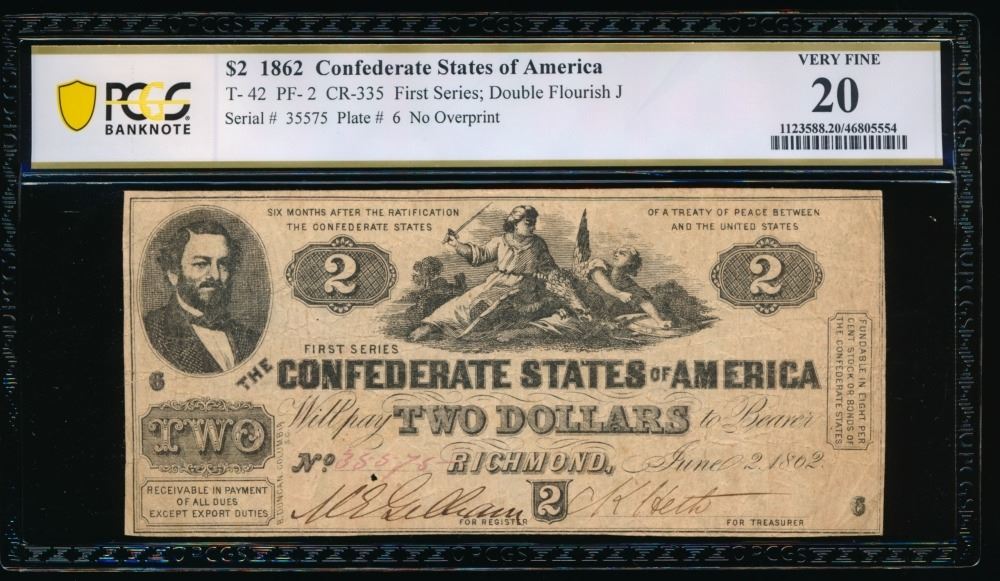 PCGS
BANKNOTE
$2 1862 Confederate States of America
T- 42 PF- 2 CR-335 First Series; Double Flourish J
Serial # 35575 Plate # 6 No Overprint
VERY FINE
20
1123588.20/46805554
SIX MONTHS AFTER THE RATIFICATION
THE CONFEDERATE STATES
OF A TREATY OF PEACE BETWEEN
AND THE UNITED STATES
2
2
FIRST SERIES
6
THE CONFEDERATE STATES OF AMERICA
FUNDABLE IN EIGHT PER
CENT STOCK OR BONDS OF
THE CONFEDERATE STATES
TWO
Will pay TWO DOLLARS to Bearer
No 35575 RICHMOND, June 2, 1862.
RECEIVABLE IN PAYMENT
OF ALL DUES
EXCEPT EXPORT DUTIES
2
FOR REGISTER
FOR TREASURER
6